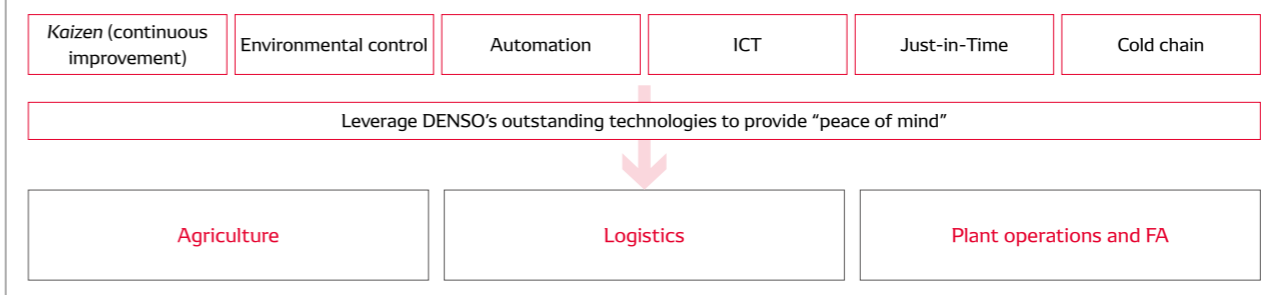 Kaizen (continuous
improvement)
Environmental control
Automation
ICT
Just-in-Time
Cold chain
Leverage DENSO’s outstanding technologies to provide “peace of mind”
Agriculture
Logistics
Plant operations and FA